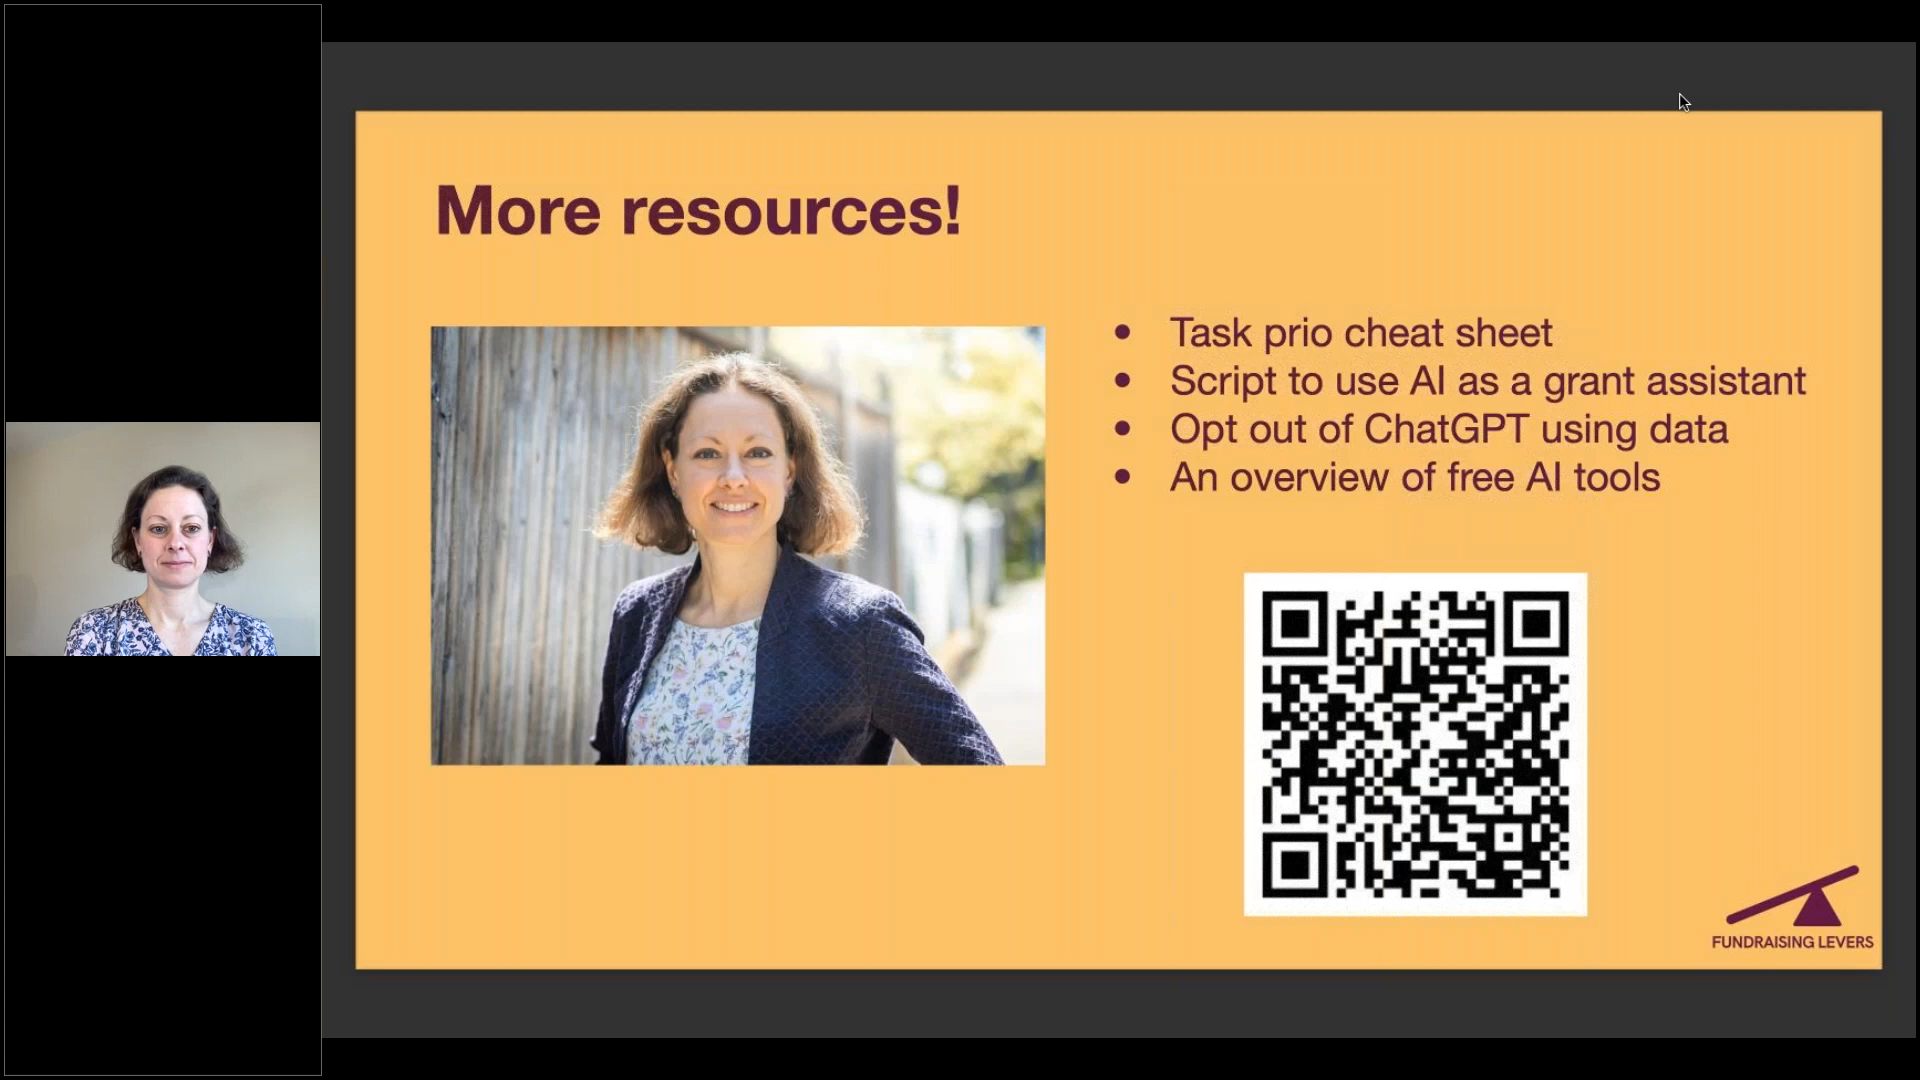 More resources!
• Task prio cheat sheet
• Script to use AI as a grant assistant
• Opt out of ChatGPT using data
• An overview of free AI tools
FUNDRAISING LEVERS